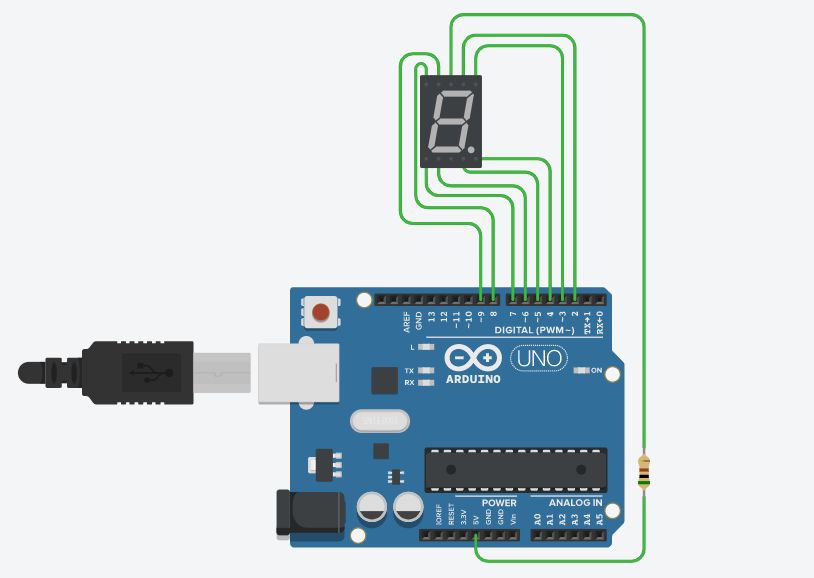 AREF
GND
13
12
~11
~10
~9
8
7
~6
~5
4
~3
2
TX→1
RX←0
DIGITAL (PWM~)
L
TX
RX
ARDUINO
UNO
ON
POWER
ANALOG IN
IOREF
RESET
3.3V
5V
GND
GND
Vin
A0
A1
A2
A3
A4
A5